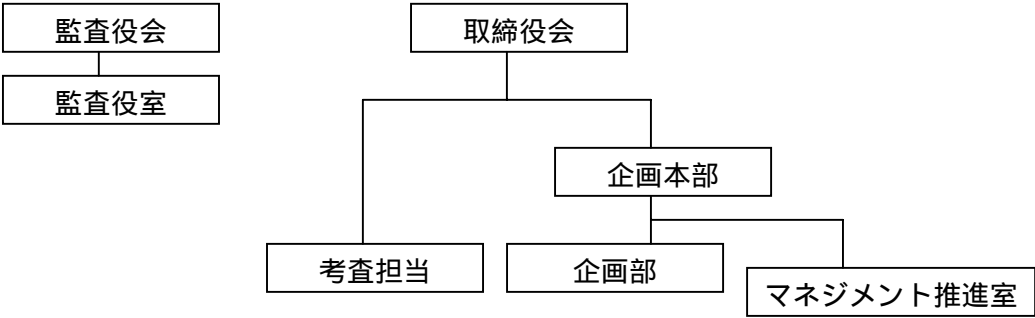 監査役会
取締役会
監査役室
企画本部
考査担当
企画部
マネジメント推進室